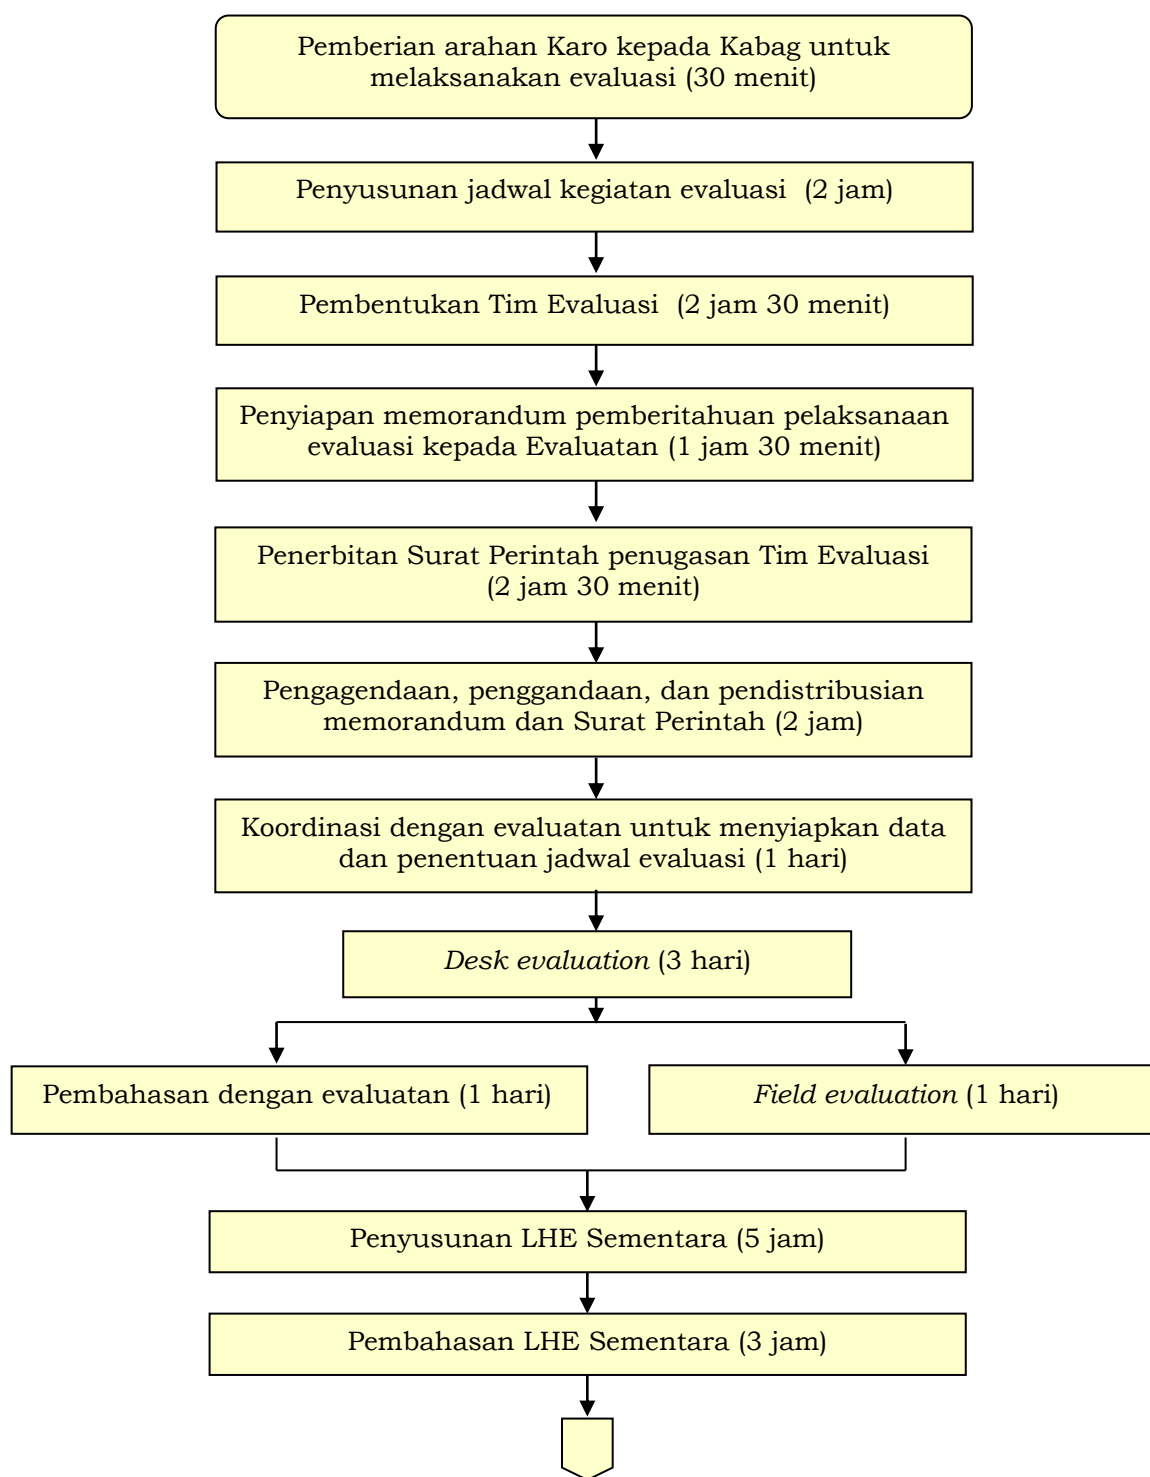 Pemberian arahan Karo kepada Kabag untuk
melaksanakan evaluasi (30 menit)
Penyusunan jadwal kegiatan evaluasi  (2 jam)
Pembentukan Tim Evaluasi  (2 jam 30 menit)
Penyiapan memorandum pemberitahuan pelaksanaan
evaluasi kepada Evaluatan (1 jam 30 menit)
Penerbitan Surat Perintah penugasan Tim Evaluasi
(2 jam 30 menit)
Pengagendaan, penggandaan, dan pendistribusian
memorandum dan Surat Perintah (2 jam)
Koordinasi dengan evaluatan untuk menyiapkan data
dan penentuan jadwal evaluasi (1 hari)
Desk evaluation (3 hari)
Pembahasan dengan evaluatan (1 hari)
Field evaluation (1 hari)
Penyusunan LHE Sementara (5 jam)
Pembahasan LHE Sementara (3 jam)